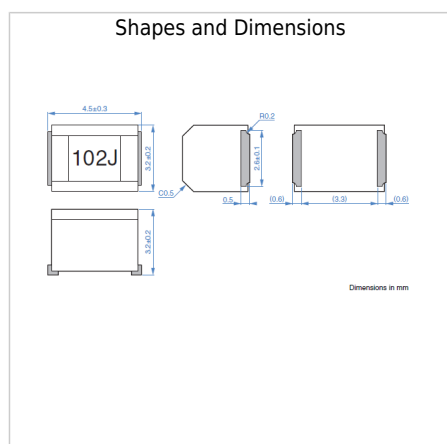 Shapes and Dimensions
4.5±0.3
102J
3.2±0.2
R0.2
2.6±0.1
C0.5
0.5
(0.6)
(3.3)
(0.6)
3.2±0.2
Dimensions in mm